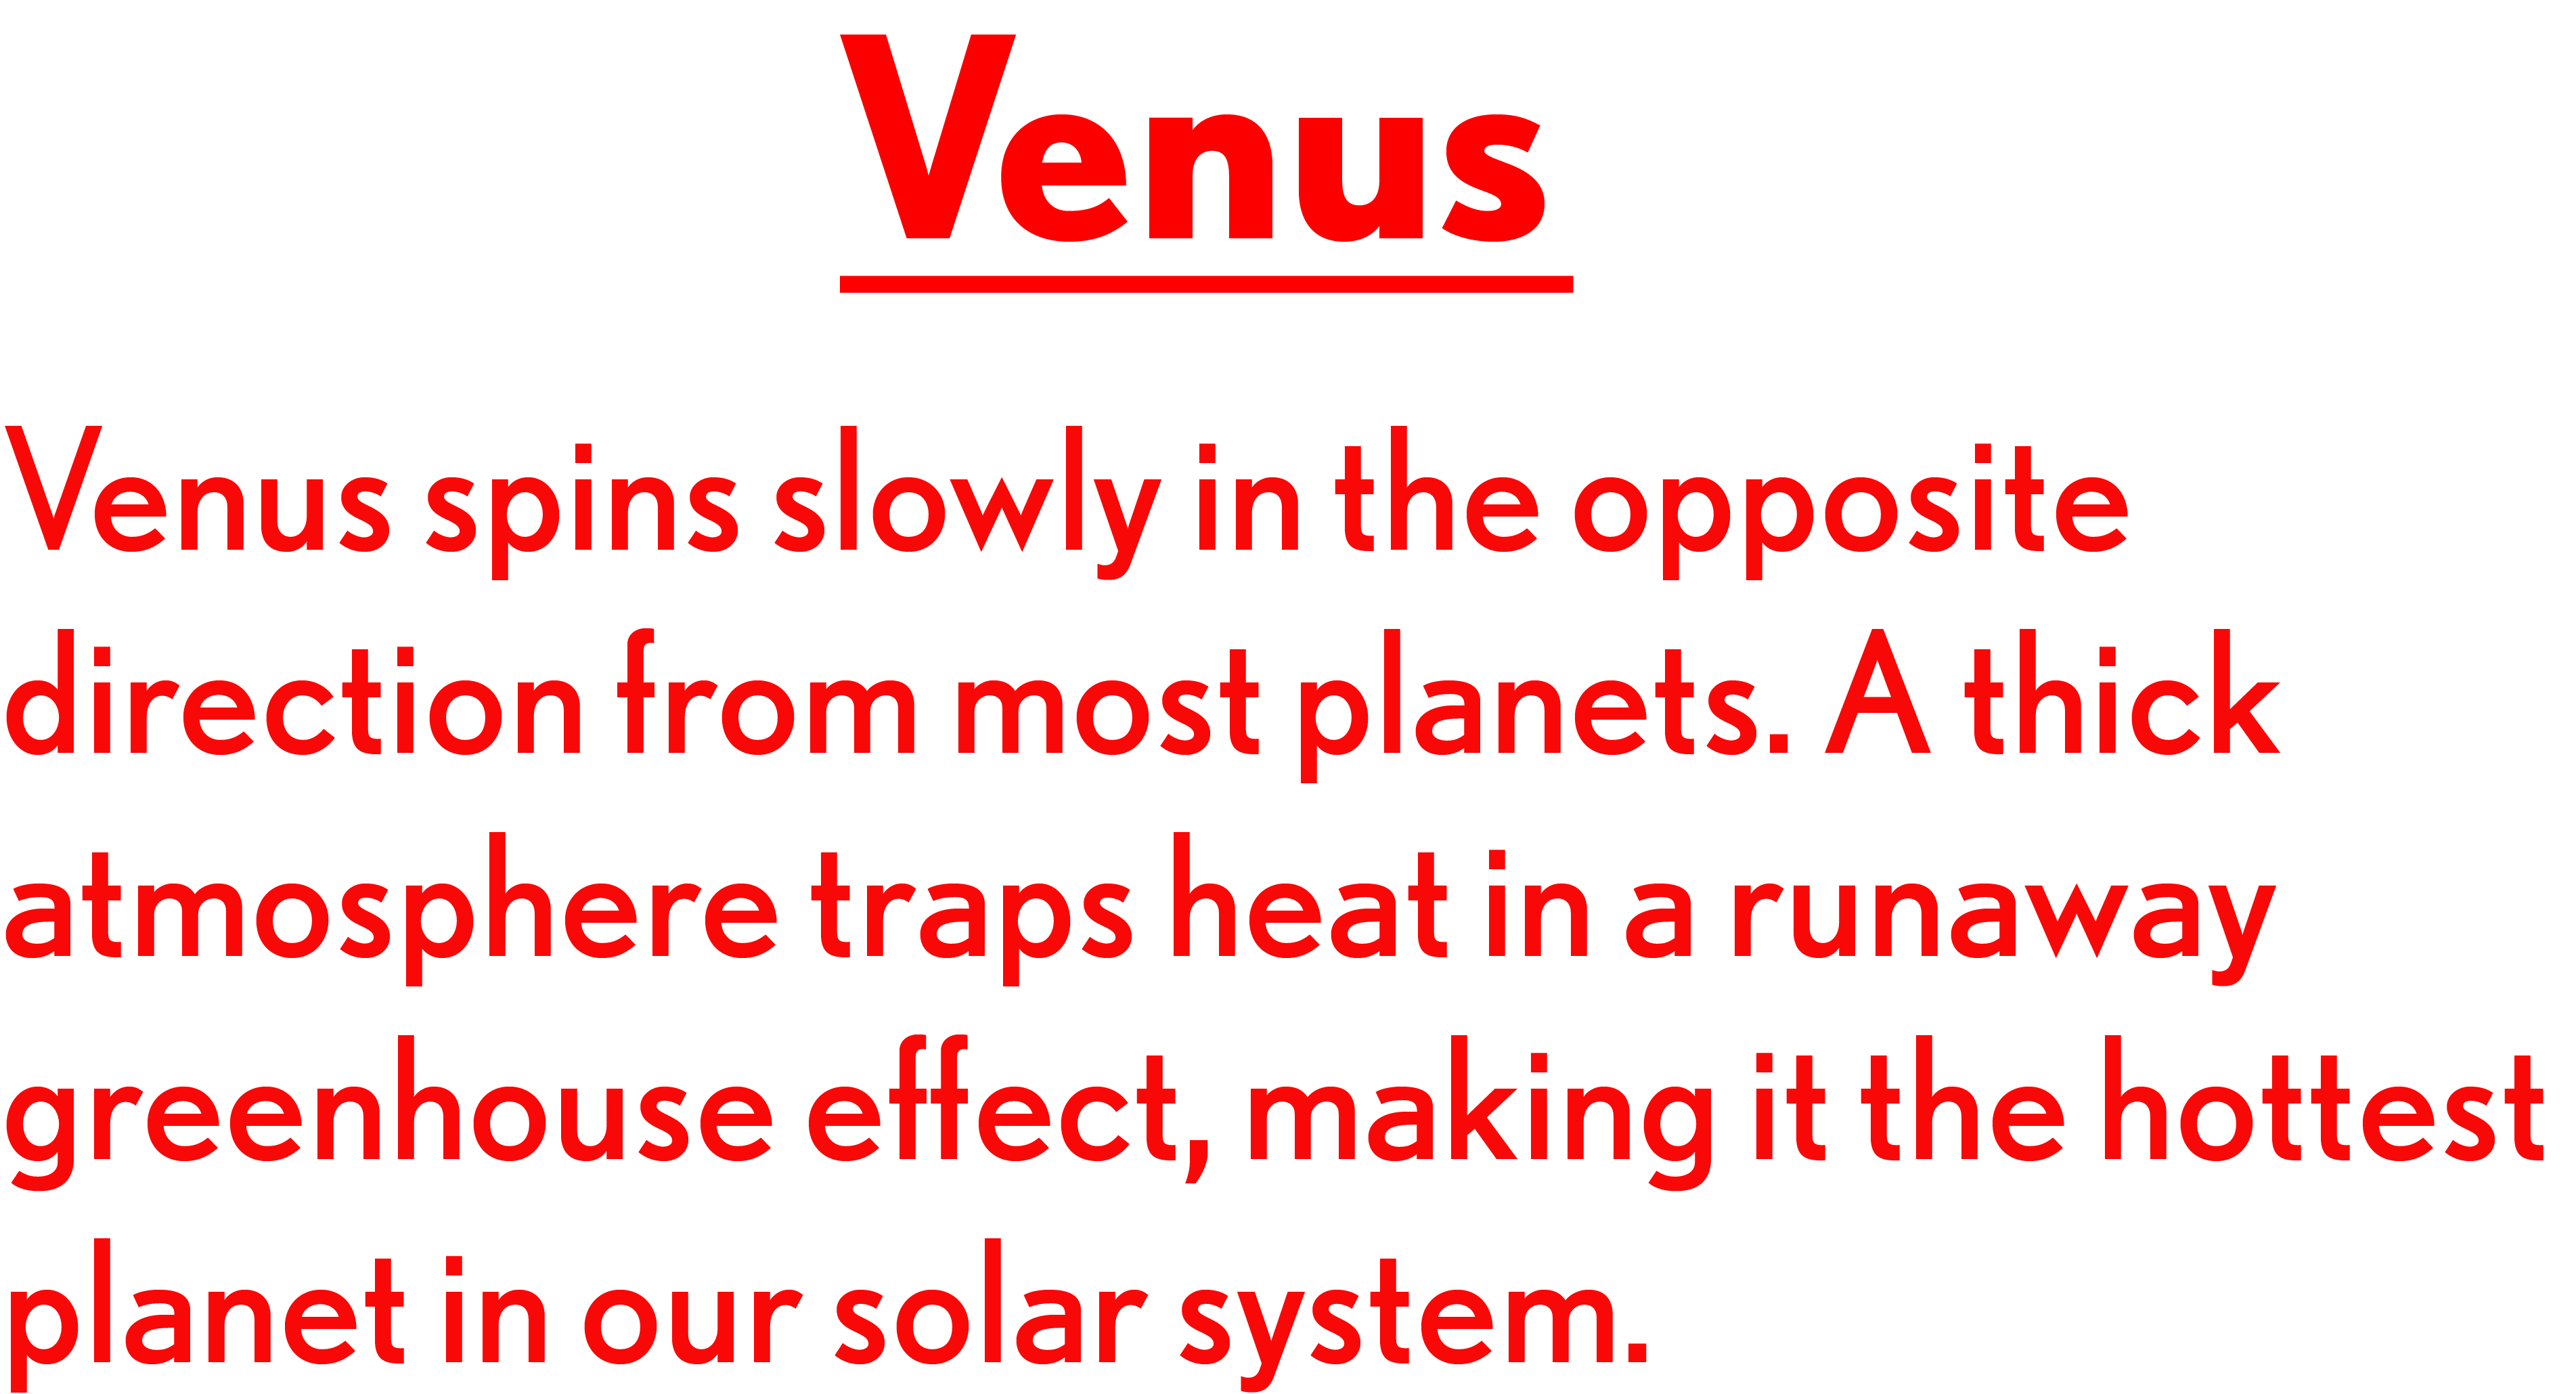 Venus
Venus spins slowly in the opposite
direction from most planets. A thick
atmosphere traps heat in a runaway
greenhouse effect, making it the hottest
planet in our solar system.